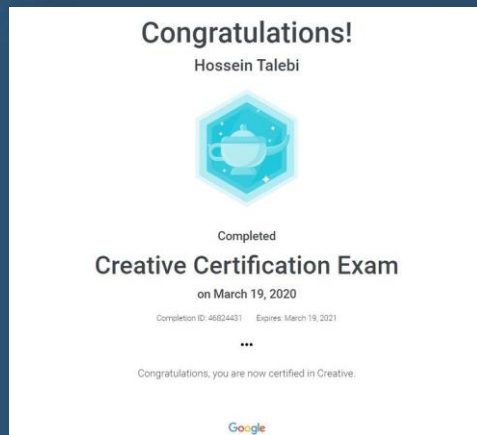 Congratulations!
Hossein Talebi
Completed
Creative Certification Exam
on March 19, 2020
Completion ID: 46824431 Expires: March 19, 2021
•••
Congratulations, you are now certified in Creative.
Google